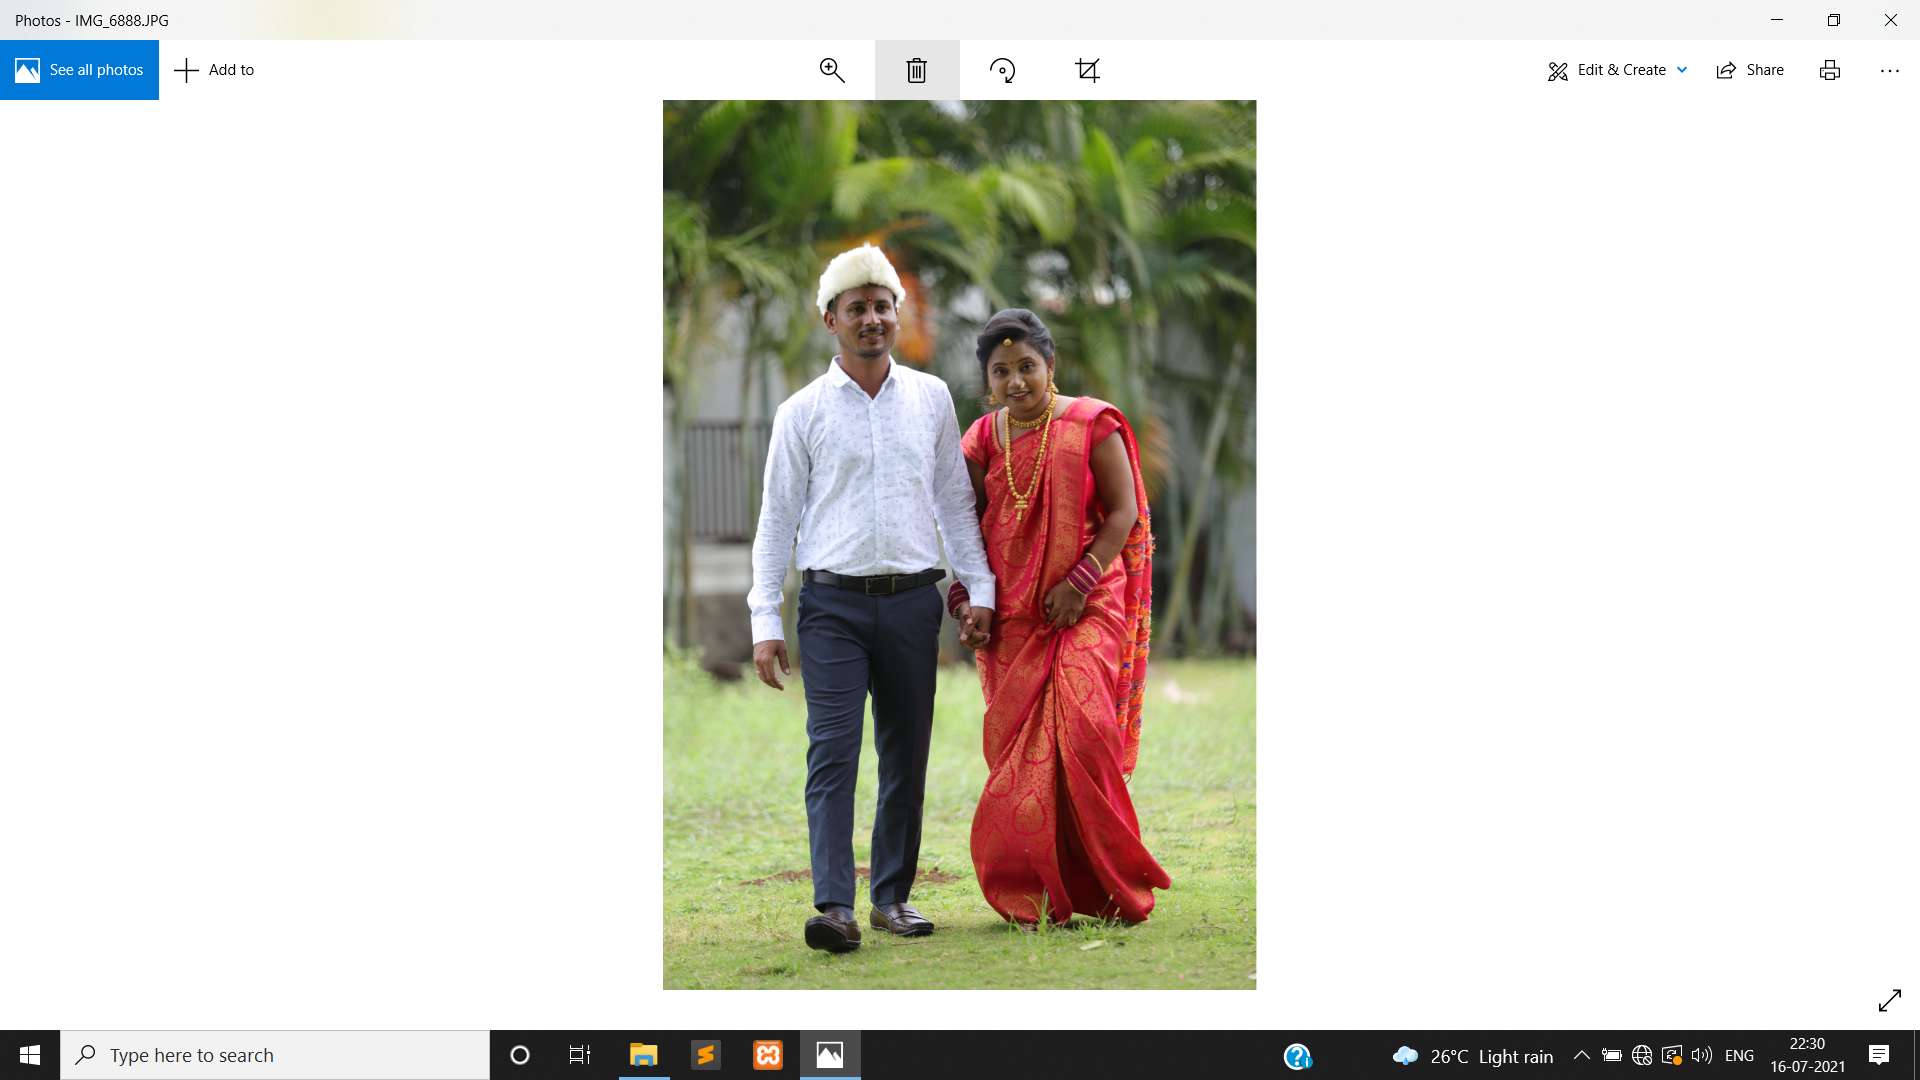 Photos - IMG_6888.JPG
See all photos
Add to
Edit & Create
Share
Type here to search
26°C Light rain
ENG
22:30
16-07-2021